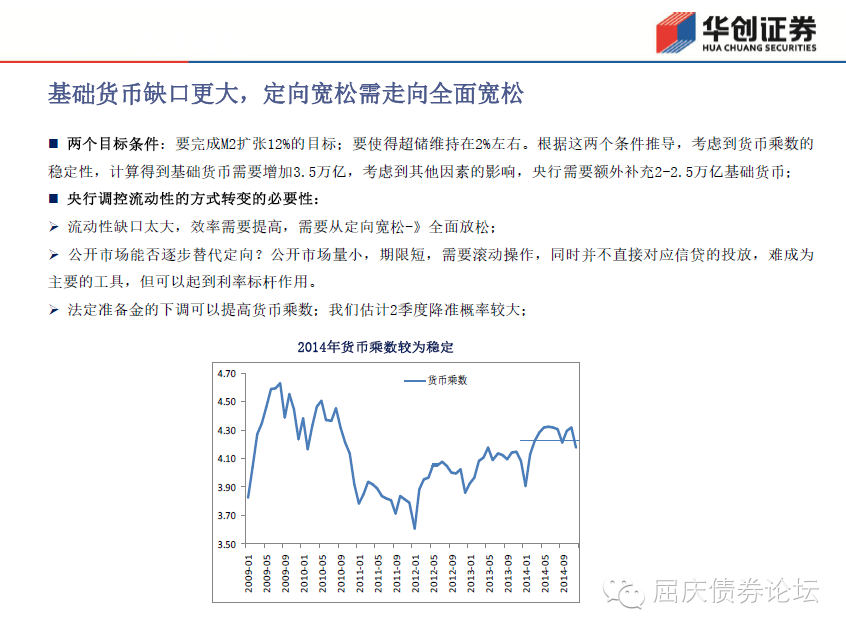 华创证券
HUA CHUANG SECURITIES
基础货币缺口更大，定向宽松需走向全面宽松
■ 两个目标条件：要完成M2扩张12%的目标；要使得超储维持在2%左右。根据这两个条件推导，考虑到货币乘数的
稳定性，计算得到基础货币需要增加3.5万亿，考虑到其他因素的影响，央行需要额外补充2-2.5万亿基础货币；
■ 央行调控流动性的方式转变的必要性：
➢ 流动性缺口太大，效率需要提高，需要从定向宽松-》全面放松；
➢ 公开市场能否逐步替代定向？公开市场量小，期限短，需要滚动操作，同时并不直接对应信贷的投放，难成为
主要的工具，但可以起到利率标杆作用。
➢ 法定准备金的下调可以提高货币乘数；我们估计2季度降准概率较大；
2014年货币乘数较为稳定
货币乘数
4.70
4.50
4.30
4.10
3.90
3.70
3.50
2009-01
2009-05
2009-09
2010-01
2010-05
2010-09
2011-01
2011-05
2011-09
2012-01
2012-05
2012-09
2013-01
2013-05
2013-09
2014-01
2014-05
2014-09
屈庆债券论坛